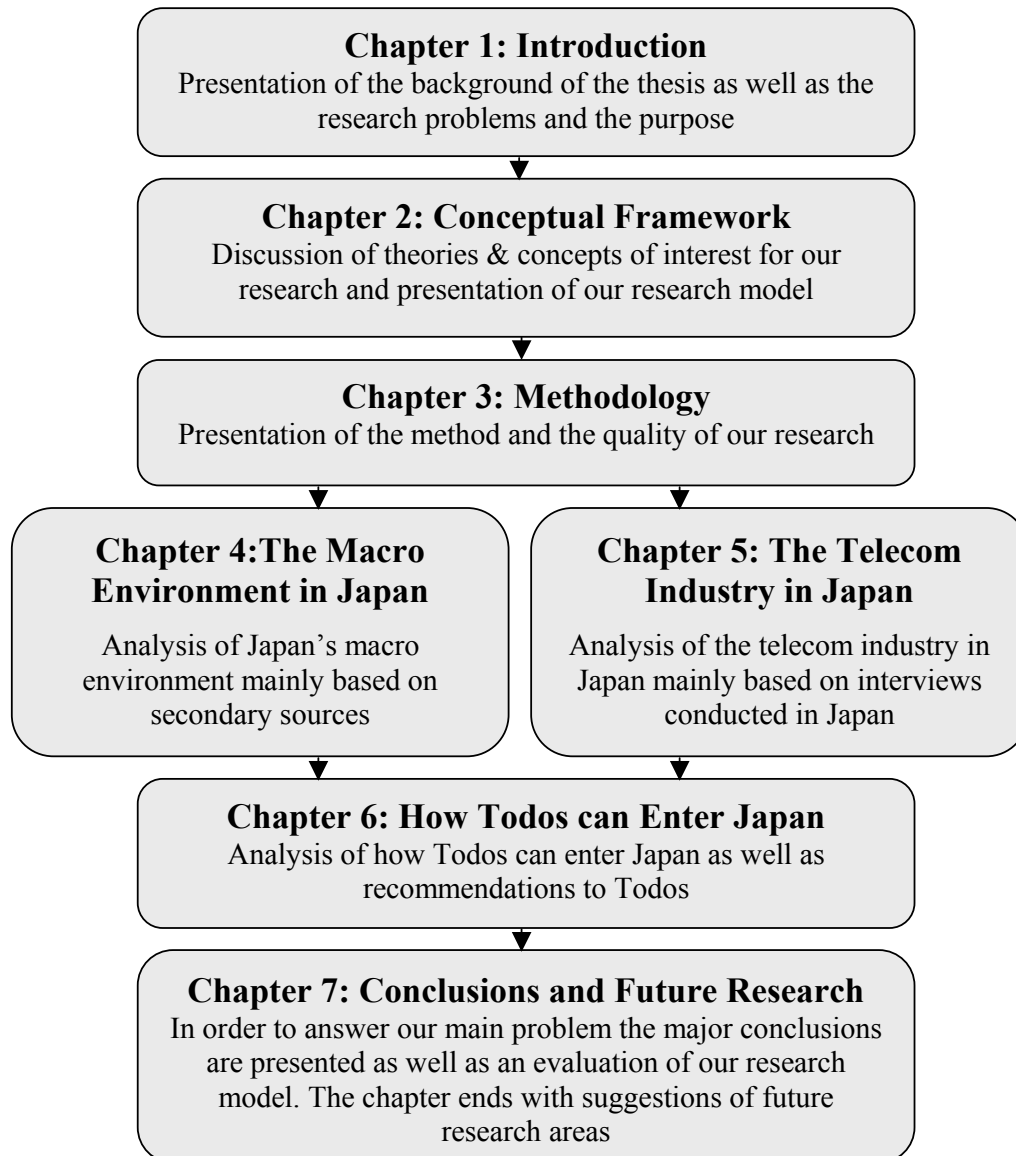 Chapter 1: Introduction
Presentation of the background of the thesis as well as the
research problems and the purpose
Chapter 2: Conceptual Framework
Discussion of theories & concepts of interest for our
research and presentation of our research model
Chapter 3: Methodology
Presentation of the method and the quality of our research
Chapter 4:The Macro
Environment in Japan
Analysis of Japan’s macro
environment mainly based on
secondary sources
Chapter 5: The Telecom
Industry in Japan
Analysis of the telecom industry in
Japan mainly based on interviews
conducted in Japan
Chapter 6: How Todos can Enter Japan
Analysis of how Todos can enter Japan as well as
recommendations to Todos
Chapter 7: Conclusions and Future Research
In order to answer our main problem the major conclusions
are presented as well as an evaluation of our research
model. The chapter ends with suggestions of future
research areas